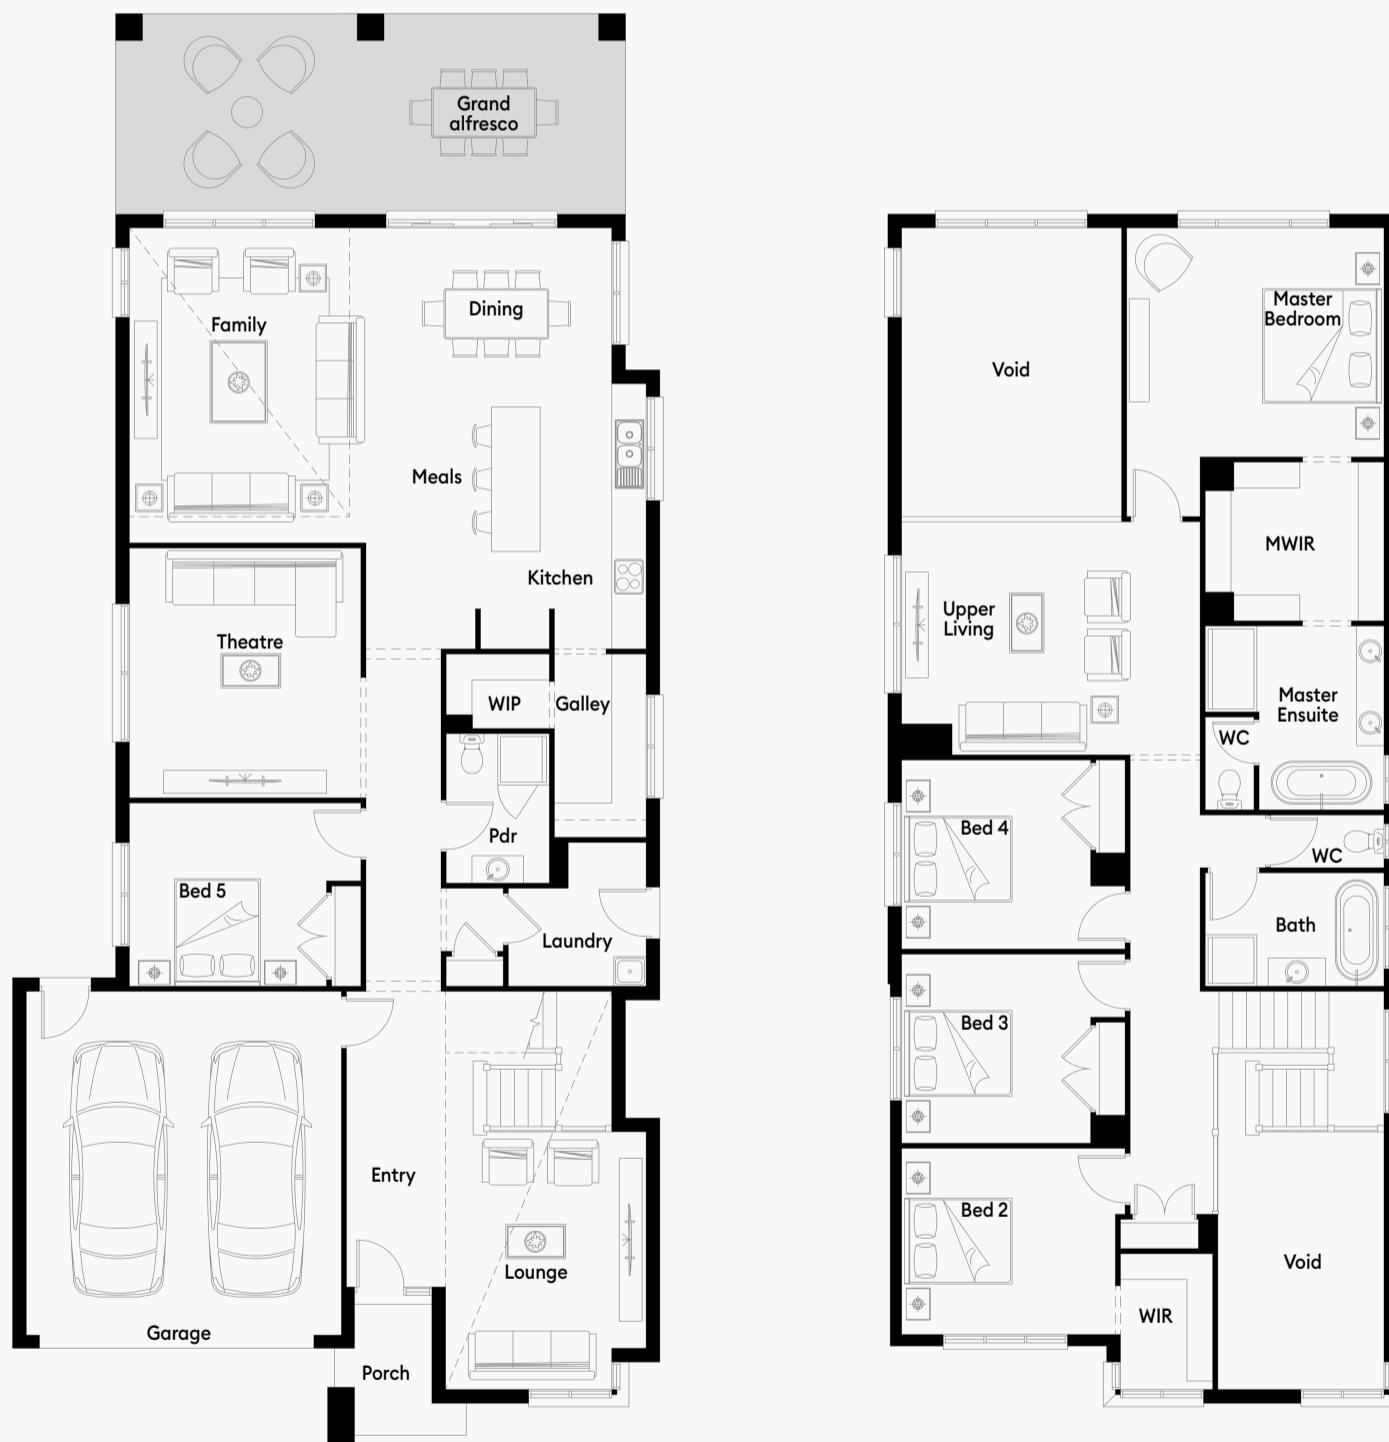 Grand
alfresco
Family
Dining
Meals
Kitchen
Theatre
WIP
Galley
Pdr
Bed 5
Laundry
Entry
Lounge
Garage
Porch
Void
Master
Bedroom
MWIR
Upper
Living
Master
Ensuite
WC
Bed 4
WC
Bath
Bed 3
Bed 2
Void
WIR